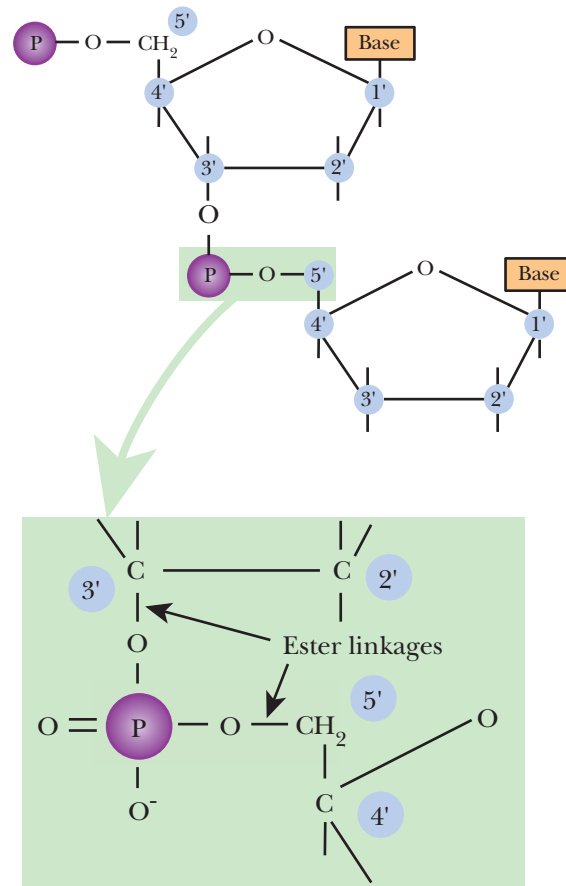 5'
P O CH2 O Base
4' 1'
3' 2'
O
P O 5' O Base
4' 1'
3' 2'
3' C C 2'
O Ester linkages
5'
O P O CH2 O
O- C 4'